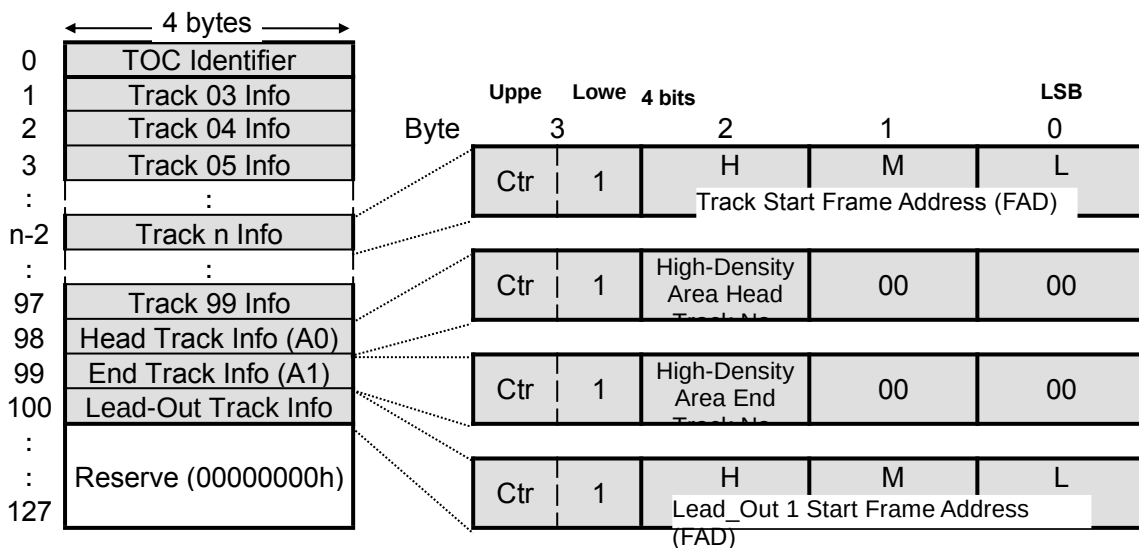 4 bytes
0 TOC Identifier
1 Track 03 Info
2 Track 04 Info
3 Track 05 Info
: :
n-2 Track n Info
: :
97 Track 99 Info
98 Head Track Info (A0)
99 End Track Info (A1)
100 Lead-Out Track Info
:
: Reserve (00000000h)
127
Uppe Lowe 4 bits LSB
Byte 3 2 1 0
Ctr 1 H M L
Track Start Frame Address (FAD)
Ctr 1 High-Density 00 00
Area Head
Track No
Ctr 1 High-Density 00 00
Area End
Track No
Ctr 1 H M L
Lead_Out 1 Start Frame Address
(FAD)